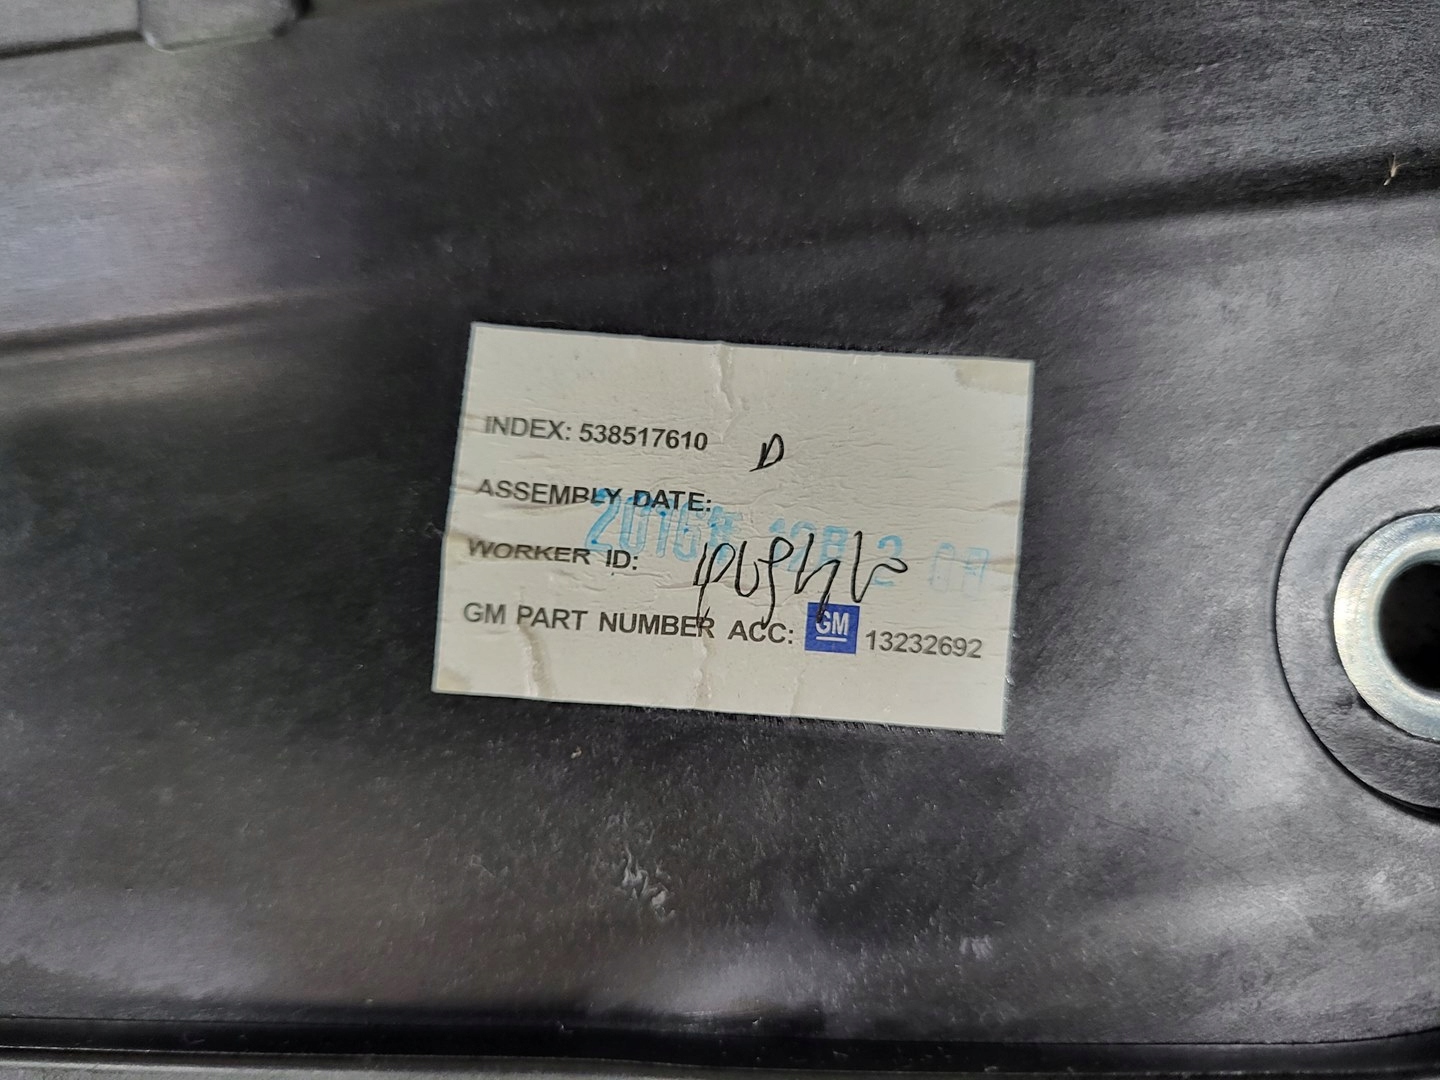 INDEX: 538517610 D
ASSEMBLY DATE:
WORKER ID:
GM PART NUMBER ACC: GM 13232692